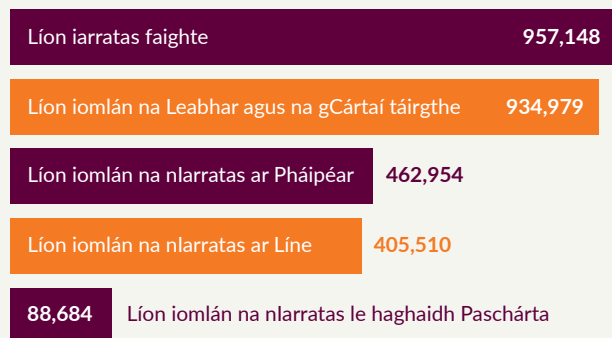 Líon iarratas faighte 957,148
Líon iomlán na Leabhar agus na gCártaí táirgthe 934,979
Líon iomlán na nIarratas ar Pháipéar 462,954
Líon iomlán na nIarratas ar Líne 405,510
88,684 Líon iomlán na nIarratas le haghaidh Paschárta